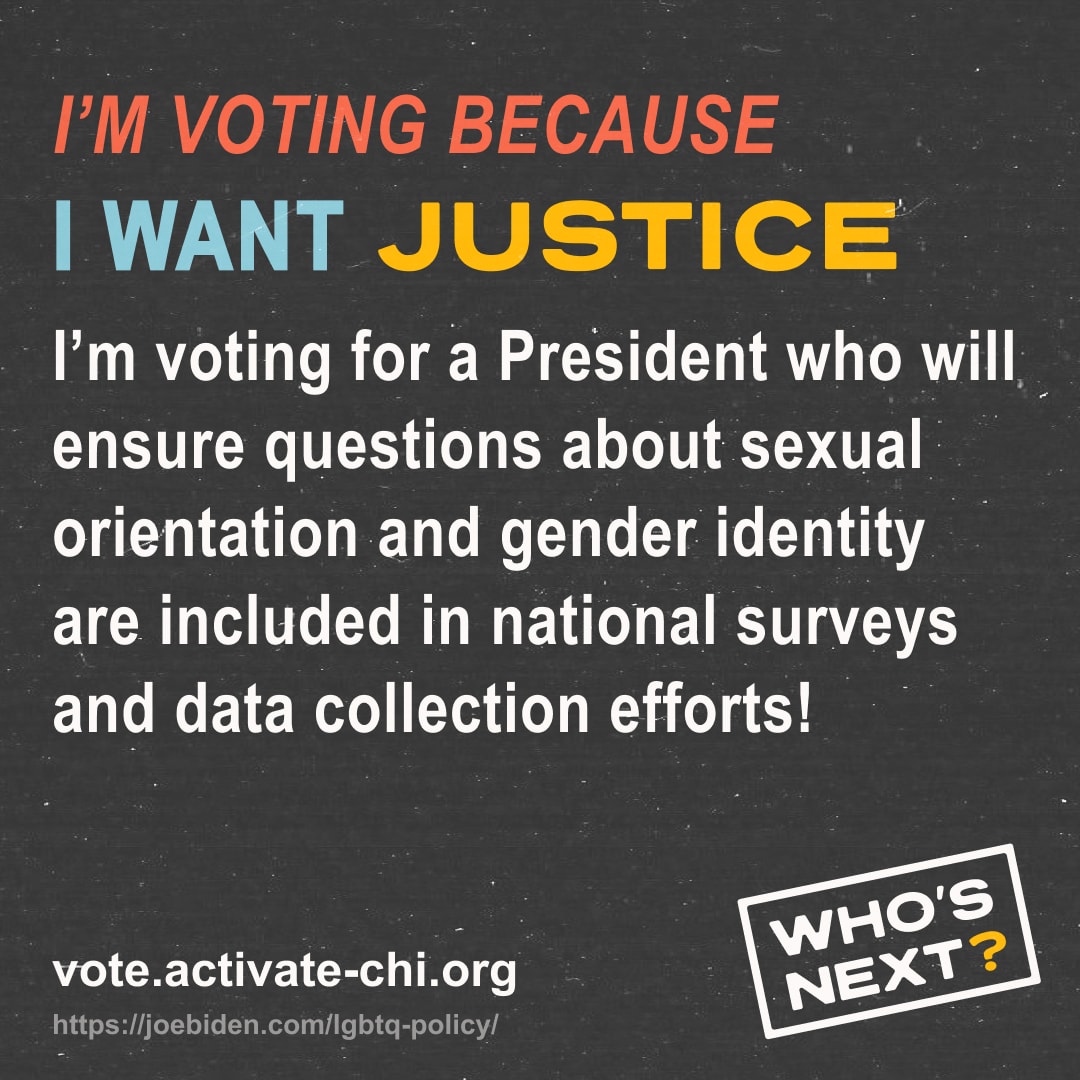 I'M VOTING BECAUSE
I WANT JUSTICE
I'm voting for a President who will
ensure questions about sexual
orientation and gender identity
are included in national surveys
and data collection efforts!
WHO'S
NEXT?
vote.activate-chi.org
https://joebiden.com/lgbtq-policy/